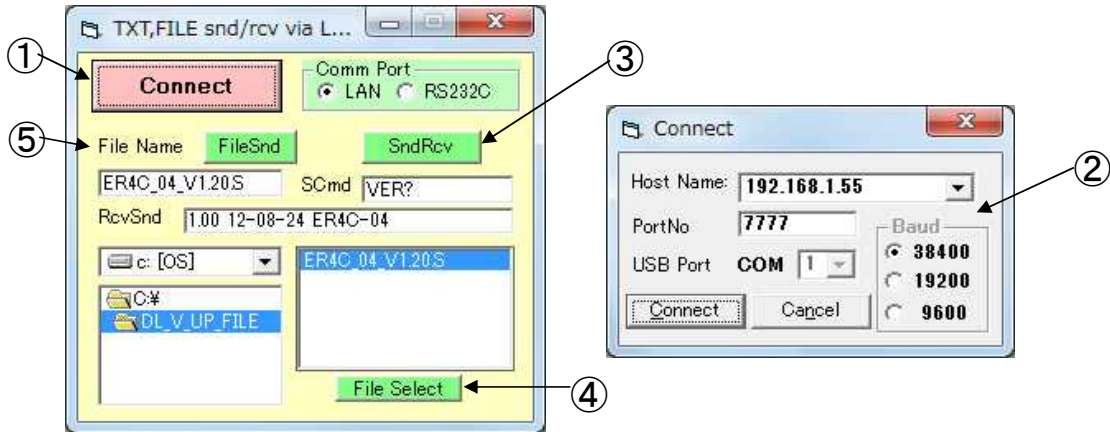 TXT,FILE snd/rcv via L...
①
Connect
Comm Port
LAN RS232C
③
⑤
File Name FileSnd SndRcv
ER4C_04_V1.20.S SCmd VER?
RcvSnd 1.00 12-08-24 ER4C-04
c: [OS]
ER4C_04_V1.20.S
C:¥
DL_V_UP_FILE
File Select
④
Connect
②
Host Name: 192.168.1.55
PortNo 7777
Baud
USB Port COM 1
38400
19200
9600
Connect Cancel